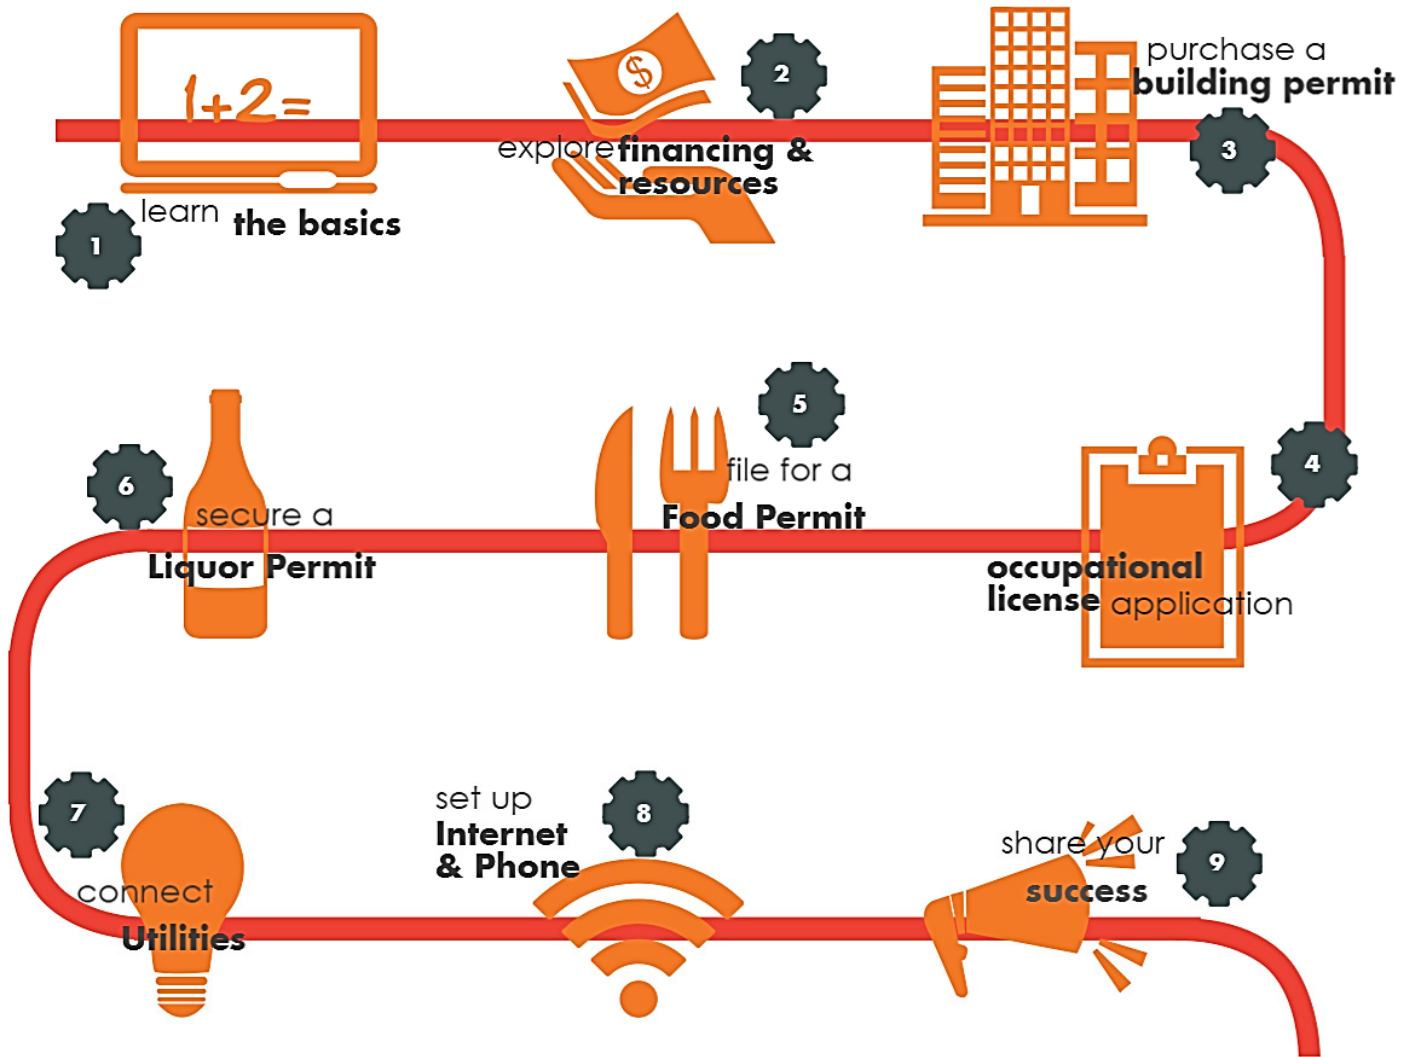 1+2=
1
learn the basics
2
explore financing &
resources
purchase a
building permit
3
4
occupational
license application
5
file for a
Food Permit
6
secure a
Liquor Permit
7
connect
Utilities
set up
Internet
& Phone
8
share your
success
9
$